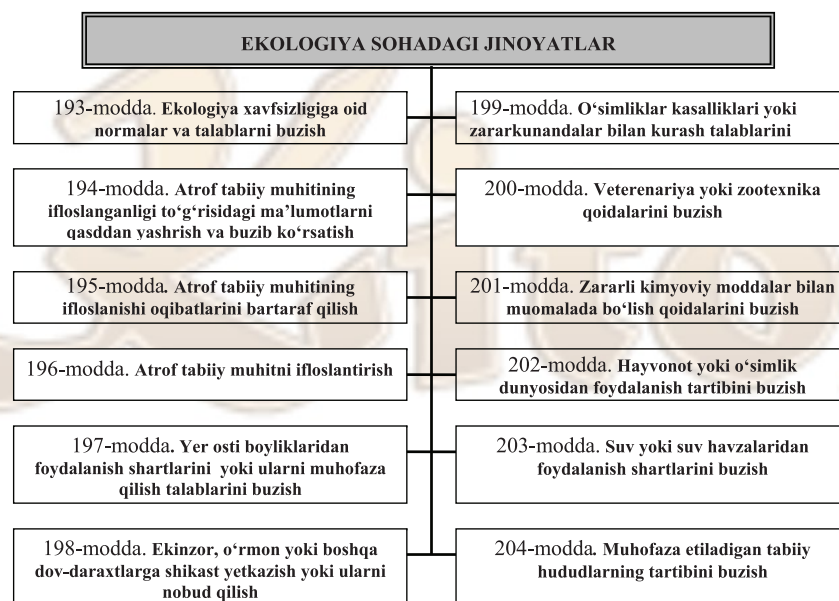 EKOLOGIYA SOHADAGI JINOYATLAR
193-modda. Ekologiya xavfsizligiga oid
normalar va talablarni buzish
194-modda. Atrof tabiiy muhitining
ifloslanganligi to‘g‘risidagi ma’lumotlarni
qasddan yashrish va buzib ko‘rsatish
195-modda. Atrof tabiiy muhitining
ifloslanishi oqibatlarini bartaraf qilish
196-modda. Atrof tabiiy muhitni ifloslantirish
197-modda. Yer osti boyliklaridan
foydalanish shartlarini yoki ularni muhofaza
qilish talablarini buzish
198-modda. Ekinzor, o‘rmon yoki boshqa
dov-daraxtlarga shikast yetkazish yoki ularni
nobud qilish
199-modda. O‘simliklar kasalliklari yoki
zararkunandalar bilan kurash talablarini
200-modda. Veterenariya yoki zootexnika
qoidalarini buzish
201-modda. Zararli kimyoviy moddalar bilan
muomalada bo‘lish qoidalarini buzish
202-modda. Hayvonot yoki o‘simlik
dunyosidan foydalanish tartibini buzish
203-modda. Suv yoki suv havzalaridan
foydalanish shartlarini buzish
204-modda. Muhofaza etiladigan tabiiy
hududlarning tartibini buzish